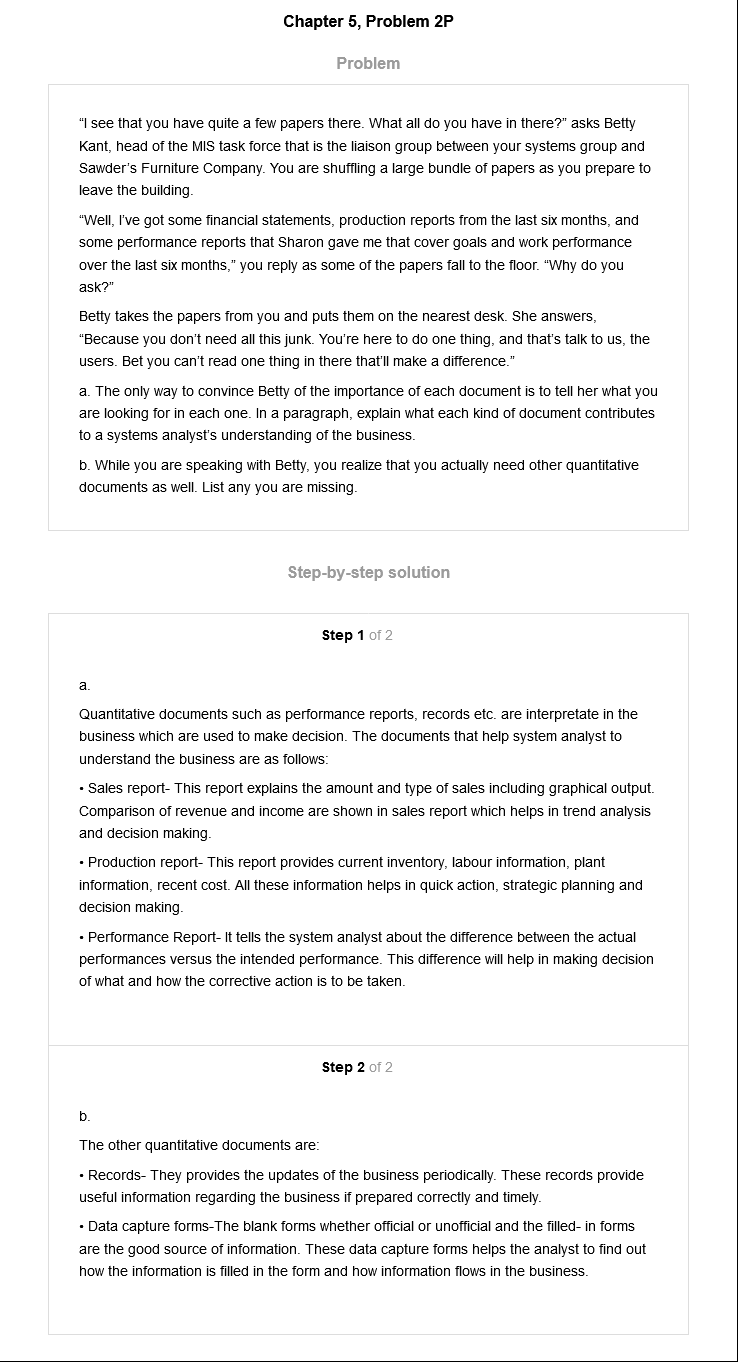 Chapter 5, Problem 2P
Problem
“I see that you have quite a few papers there. What all do you have in there?” asks Betty
Kant, head of the MIS task force that is the liaison group between your systems group and
Sawder’s Furniture Company. You are shuffling a large bundle of papers as you prepare to
leave the building.
“Well, I’ve got some financial statements, production reports from the last six months, and
some performance reports that Sharon gave me that cover goals and work performance
over the last six months,” you reply as some of the papers fall to the floor. “Why do you
ask?”
Betty takes the papers from you and puts them on the nearest desk. She answers,
“Because you don’t need all this junk. You’re here to do one thing, and that’s talk to us, the
users. Bet you can’t read one thing in there that’ll make a difference.”
a. The only way to convince Betty of the importance of each document is to tell her what you
are looking for in each one. In a paragraph, explain what each kind of document contributes
to a systems analyst’s understanding of the business.
b. While you are speaking with Betty, you realize that you actually need other quantitative
documents as well. List any you are missing.
Step-by-step solution
Step 1 of 2
a.
Quantitative documents such as performance reports, records etc. are interpretate in the
business which are used to make decision. The documents that help system analyst to
understand the business are as follows:
• Sales report- This report explains the amount and type of sales including graphical output.
Comparison of revenue and income are shown in sales report which helps in trend analysis
and decision making.
• Production report- This report provides current inventory, labour information, plant
information, recent cost. All these information helps in quick action, strategic planning and
decision making.
• Performance Report- It tells the system analyst about the difference between the actual
performances versus the intended performance. This difference will help in making decision
of what and how the corrective action is to be taken.
Step 2 of 2
b.
The other quantitative documents are:
• Records- They provides the updates of the business periodically. These records provide
useful information regarding the business if prepared correctly and timely.
• Data capture forms-The blank forms whether official or unofficial and the filled- in forms
are the good source of information. These data capture forms helps the analyst to find out
how the information is filled in the form and how information flows in the business.